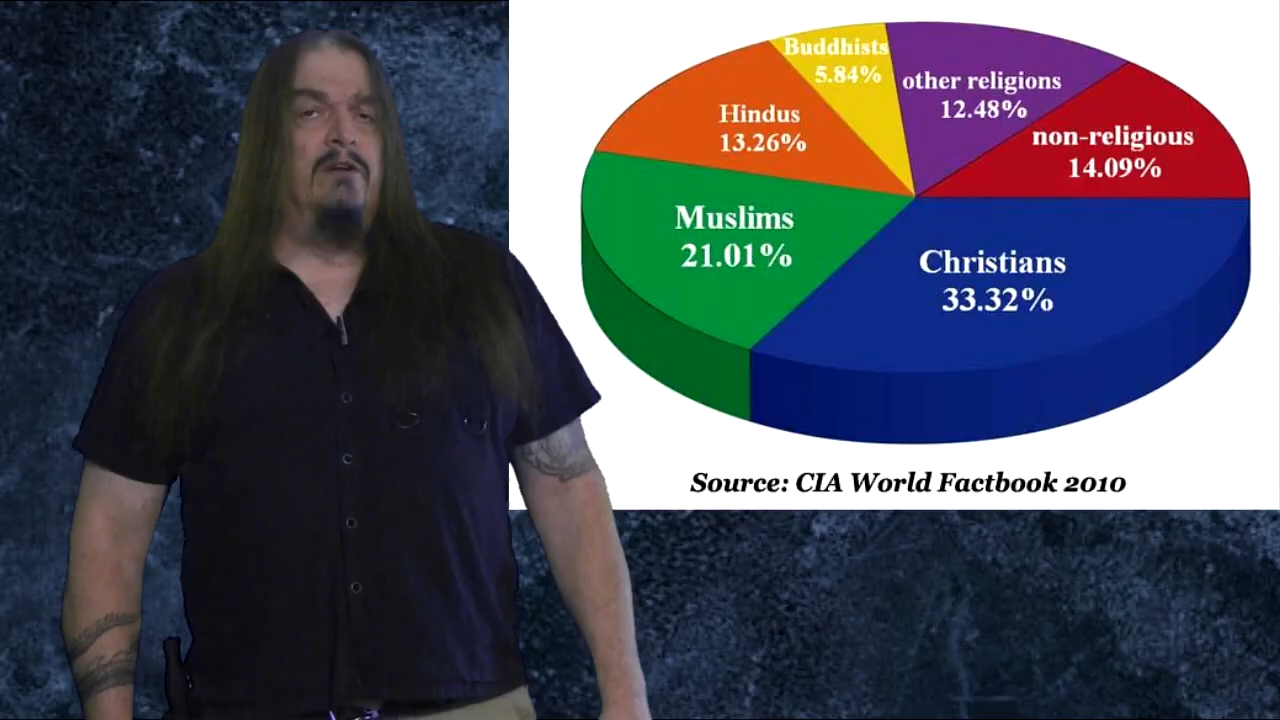 Buddhists
5.84%
other religions
12.48%
Hindus
13.26%
non-religious
14.09%
Muslims
21.01%
Christians
33.32%
Source: CIA World Factbook 2010